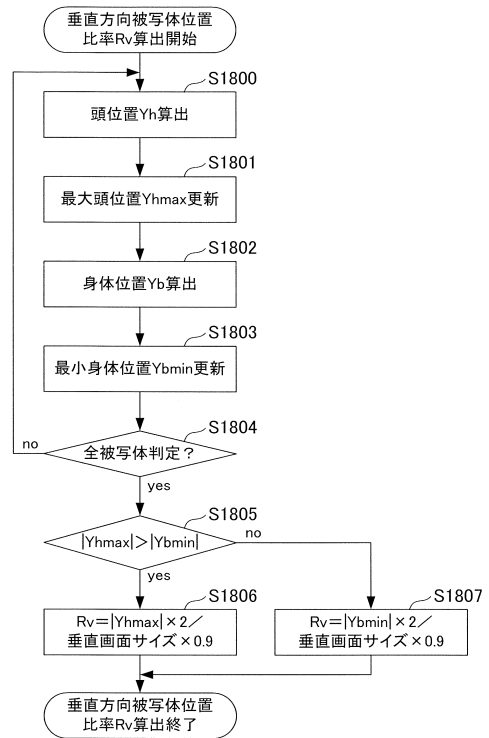 垂直方向被写体位置
比率Rv算出開始
S1800
頭位置Yh算出
S1801
最大頭位置Yhmax更新
S1802
身体位置Yb算出
S1803
最小身体位置Ybmin更新
S1804
no
全被写体判定？
yes
S1805
|Yhmax|＞|Ybmin|
no
yes
S1806
Rv＝|Yhmax|×2／
垂直画面サイズ×0.9
S1807
Rv＝|Ybmin|×2／
垂直画面サイズ×0.9
垂直方向被写体位置
比率Rv算出終了